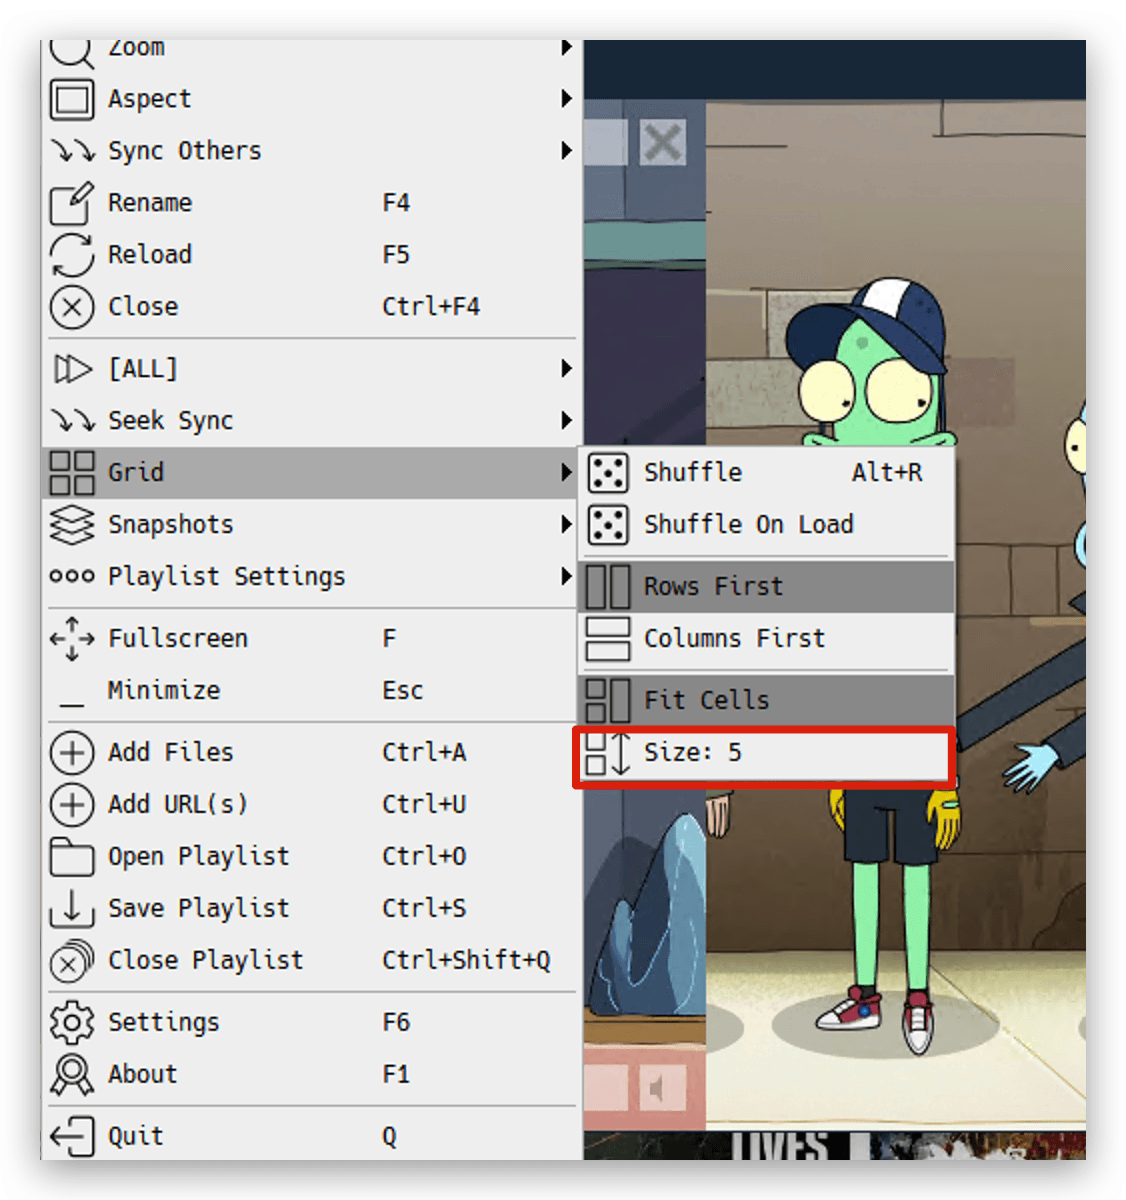 Zoom
Aspect
Sync Others
Rename F4
Reload F5
Close Ctrl+F4
[ALL]
Seek Sync
Grid
Snapshots
Playlist Settings
Fullscreen F
Minimize Esc
Add Files Ctrl+A
Add URL(s) Ctrl+U
Open Playlist Ctrl+O
Save Playlist Ctrl+S
Close Playlist Ctrl+Shift+Q
Settings F6
About F1
Quit Q
Shuffle Alt+R
Shuffle On Load
Rows First
Columns First
Fit Cells
Size: 5
LIVES